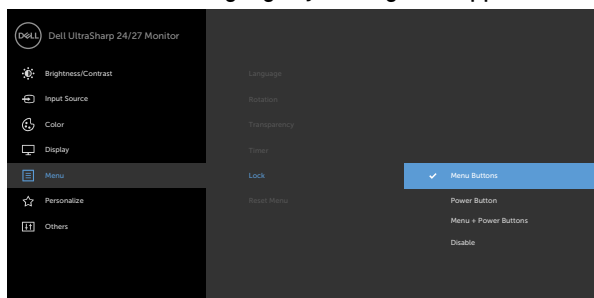 DELL Dell UltraSharp 24/27 Monitor
Brightness/Contrast Language
Input Source Rotation
Color Transparency
Display Timer
Menu Lock Menu Buttons
Personalize Reset Menu Power Button
Menu + Power Buttons
Others
Disable